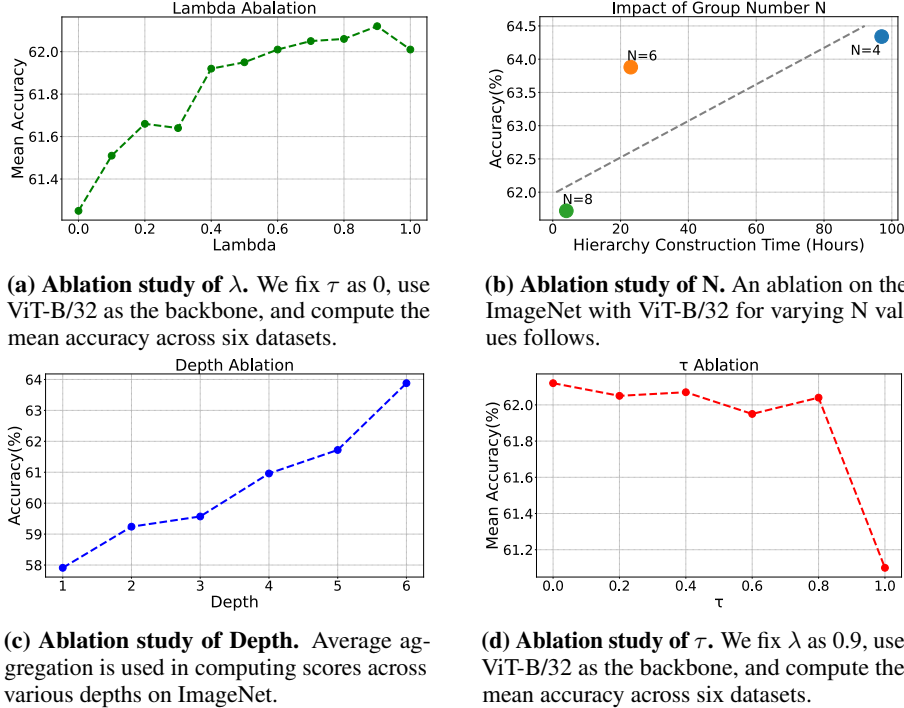 Lambda Abalation
Mean Accuracy
62.0
61.8
61.6
61.4
0.0 0.2 0.4 0.6 0.8 1.0
Lambda
(a) Ablation study of λ. We fix τ as 0, use
ViT-B/32 as the backbone, and compute the
mean accuracy across six datasets.
Impact of Group Number N
Accuracy(%)
64.5
64.0
63.5
63.0
62.5
62.0
N=6
N=4
N=8
0 20 40 60 80 100
Hierarchy Construction Time (Hours)
(b) Ablation study of N. An ablation on the
ImageNet with ViT-B/32 for varying N val-
ues follows.
Depth Ablation
Accuracy(%)
64
63
62
61
60
59
58
1 2 3 4 5 6
Depth
(c) Ablation study of Depth. Average ag-
gregation is used in computing scores across
various depths on ImageNet.
τ Ablation
Mean Accuracy(%)
62.0
61.8
61.6
61.4
61.2
0.0 0.2 0.4 0.6 0.8 1.0
τ
(d) Ablation study of τ. We fix λ as 0.9, use
ViT-B/32 as the backbone, and compute the
mean accuracy across six datasets.